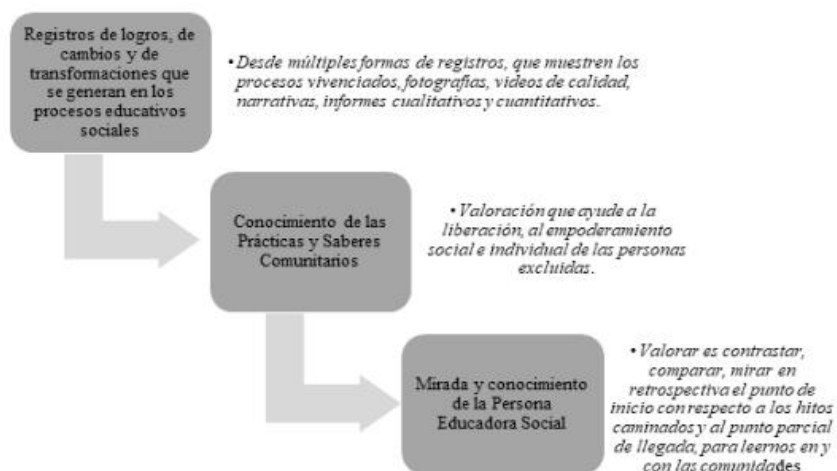 Registros de logros, de
cambios y de
transformaciones que
se generan en los
procesos educativos
sociales
• Desde múltiples formas de registros, que muestren los
procesos vivenciados, fotografías, videos de calidad,
narrativas, informes cualitativos y cuantitativos.
Conocimiento de las
Prácticas y Saberes
Comunitarios
• Valoración que ayude a la
liberación, al empoderamiento
social e individual de las personas
excluidas.
Mirada y conocimiento
de la Persona
Educadora Social
• Valorar es contrastar,
comparar, mirar en
retrospectiva el punto de
inicio con respecto a los hitos
caminados y al punto parcial
de llegada, para leernos en y
con las comunidades